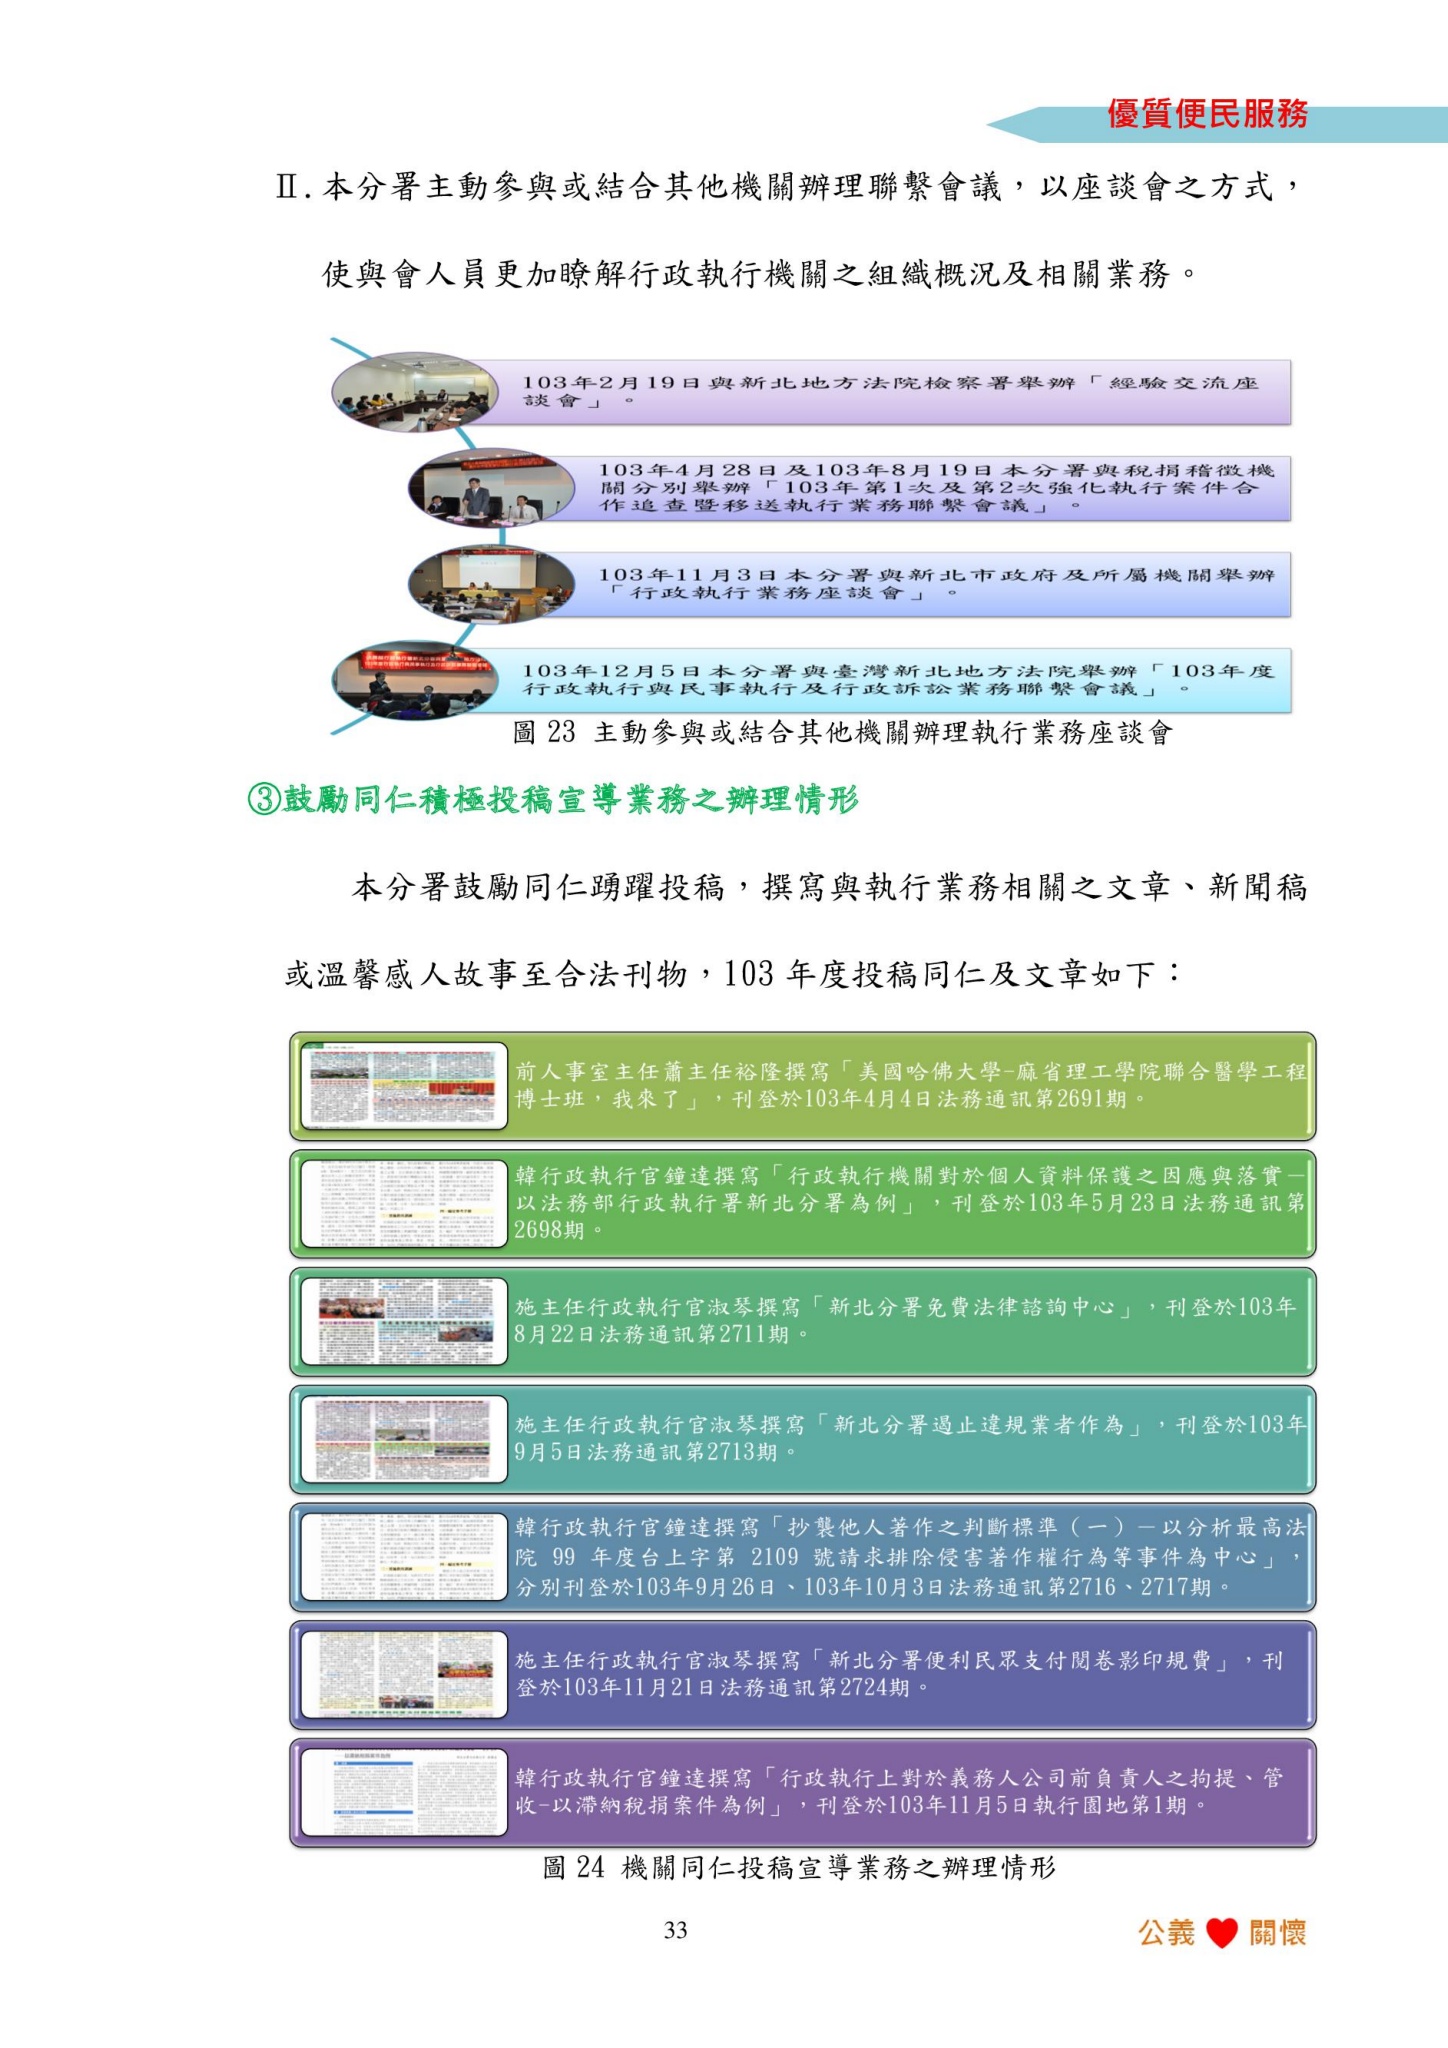 優質便民服務
Ⅱ.本分署主動參與或結合其他機關辦理聯繫會議，以座談會之方式，
使與會人員更加瞭解行政執行機關之組織概況及相關業務。
103年2月19日與新北地方法院檢察署舉辦「經驗交流座
談會」。
103年4月28日及103年8月19日本分署與稅捐稽徵機
關分別舉辦「103年第1次及第2次強化執行案件合
作追查暨移送執行業務聯繫會議」。
103年11月3日本分署與新北市政府及所屬機關舉辦
「行政執行業務座談會」。
103年12月5日本分署與臺灣新北地方法院舉辦「103年度
行政執行與民事執行及行政訴訟業務聯繫會議」。
圖 23 主動參與或結合其他機關辦理執行業務座談會
③鼓勵同仁積極投稿宣導業務之辦理情形
本分署鼓勵同仁踴躍投稿，撰寫與執行業務相關之文章、新聞稿
或溫馨感人故事至合法刊物，103 年度投稿同仁及文章如下：
前人事室主任蕭主任裕隆撰寫「美國哈佛大學-麻省理工學院聯合醫學工程
博士班，我來了」，刊登於103年4月4日法務通訊第2691期。
韓行政執行官鐘達撰寫「行政執行機關對於個人資料保護之因應與落實—
以法務部行政執行署新北分署為例」，刊登於103年5月23日法務通訊第
2698期。
施主任行政執行官淑琴撰寫「新北分署免費法律諮詢中心」，刊登於103年
8月22日法務通訊第2711期。
施主任行政執行官淑琴撰寫「新北分署遏止違規業者作為」，刊登於103年
9月5日法務通訊第2713期。
韓行政執行官鐘達撰寫「抄襲他人著作之判斷標準（一）－以分析最高法
院 99 年度台上字第 2109 號請求排除侵害著作權行為等事件為中心」，
分別刊登於103年9月26日、103年10月3日法務通訊第2716、2717期。
施主任行政執行官淑琴撰寫「新北分署便利民眾支付閱卷影印規費」，刊
登於103年11月21日法務通訊第2724期。
韓行政執行官鐘達撰寫「行政執行上對於義務人公司前負責人之拘提、管
收-以滯納稅捐案件為例」，刊登於103年11月5日執行園地第1期。
圖 24 機關同仁投稿宣導業務之辦理情形
33
公義 關懷